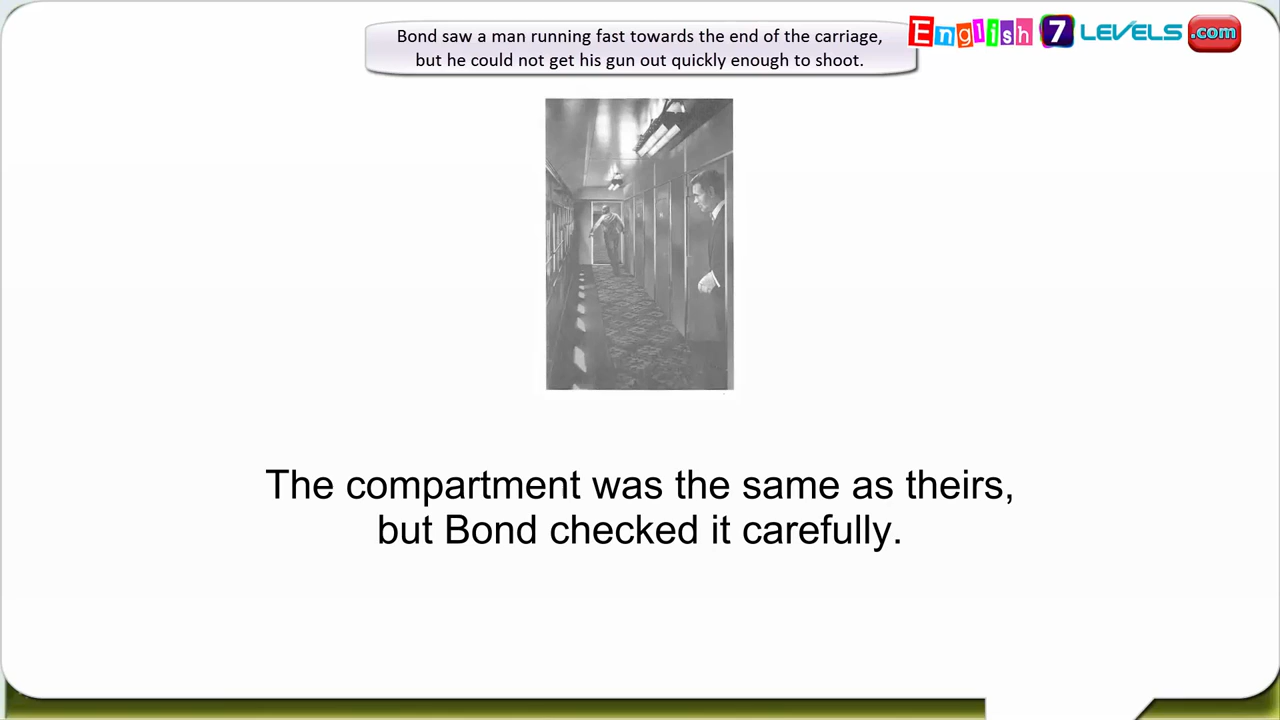 Bond saw a man running fast towards the end of the carriage,
but he could not get his gun out quickly enough to shoot.
English 7 LEVELS .com
The compartment was the same as theirs,
but Bond checked it carefully.